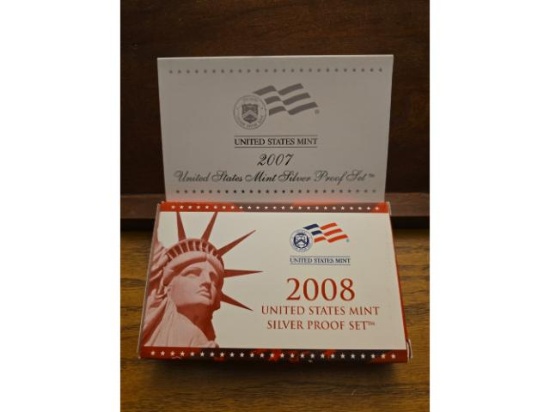 UNITED STATES MINT
2007
United States Mint Silver Proof Set™
UNITED STATES MINT
2008
UNITED STATES MINT
SILVER PROOF SET™